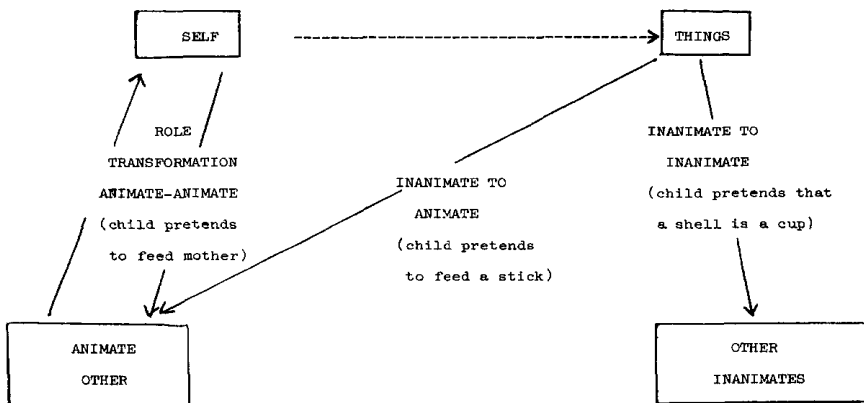 SELF
THINGS
ROLE
TRANSFORMATION
ANIMATE-ANIMATE
(child pretends
to feed mother)
INANIMATE TO
ANIMATE
(child pretends
to feed a stick)
INANIMATE TO
INANIMATE
(child pretends that
a shell is a cup)
ANIMATE
OTHER
OTHER
INANIMATES